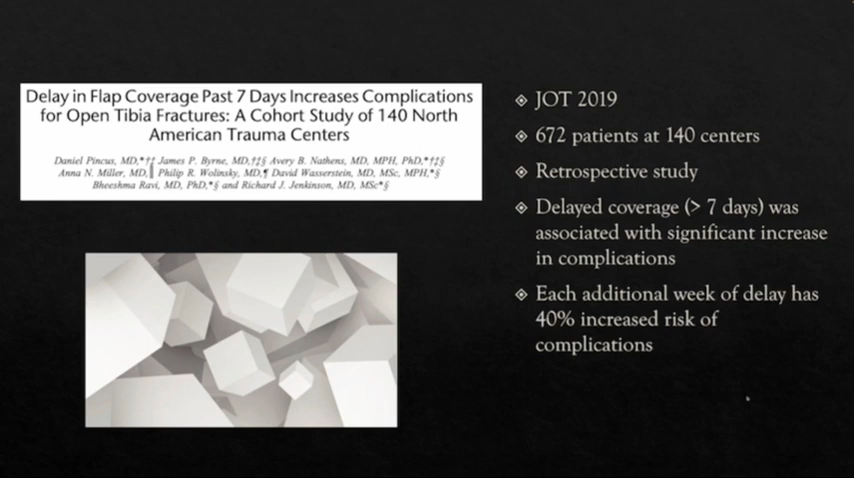 Delay in Flap Coverage Past 7 Days Increases Complications
for Open Tibia Fractures: A Cohort Study of 140 North
American Trauma Centers
Daniel Pincus, MD,*†‡ James P. Byrne, MD,†‡§ Avery B. Nathens, MD, MPH, PhD,*†‡§
Anna N. Miller, MD,‖ Philip R. Wolinsky, MD,¶ David Wasserstein, MD, MSc, MPH,*§
Bheeshma Ravi, MD, PhD,*§ and Richard J. Jenkinson, MD, MSc*§
JOT 2019
672 patients at 140 centers
Retrospective study
Delayed coverage (> 7 days) was
associated with significant increase
in complications
Each additional week of delay has
40% increased risk of
complications